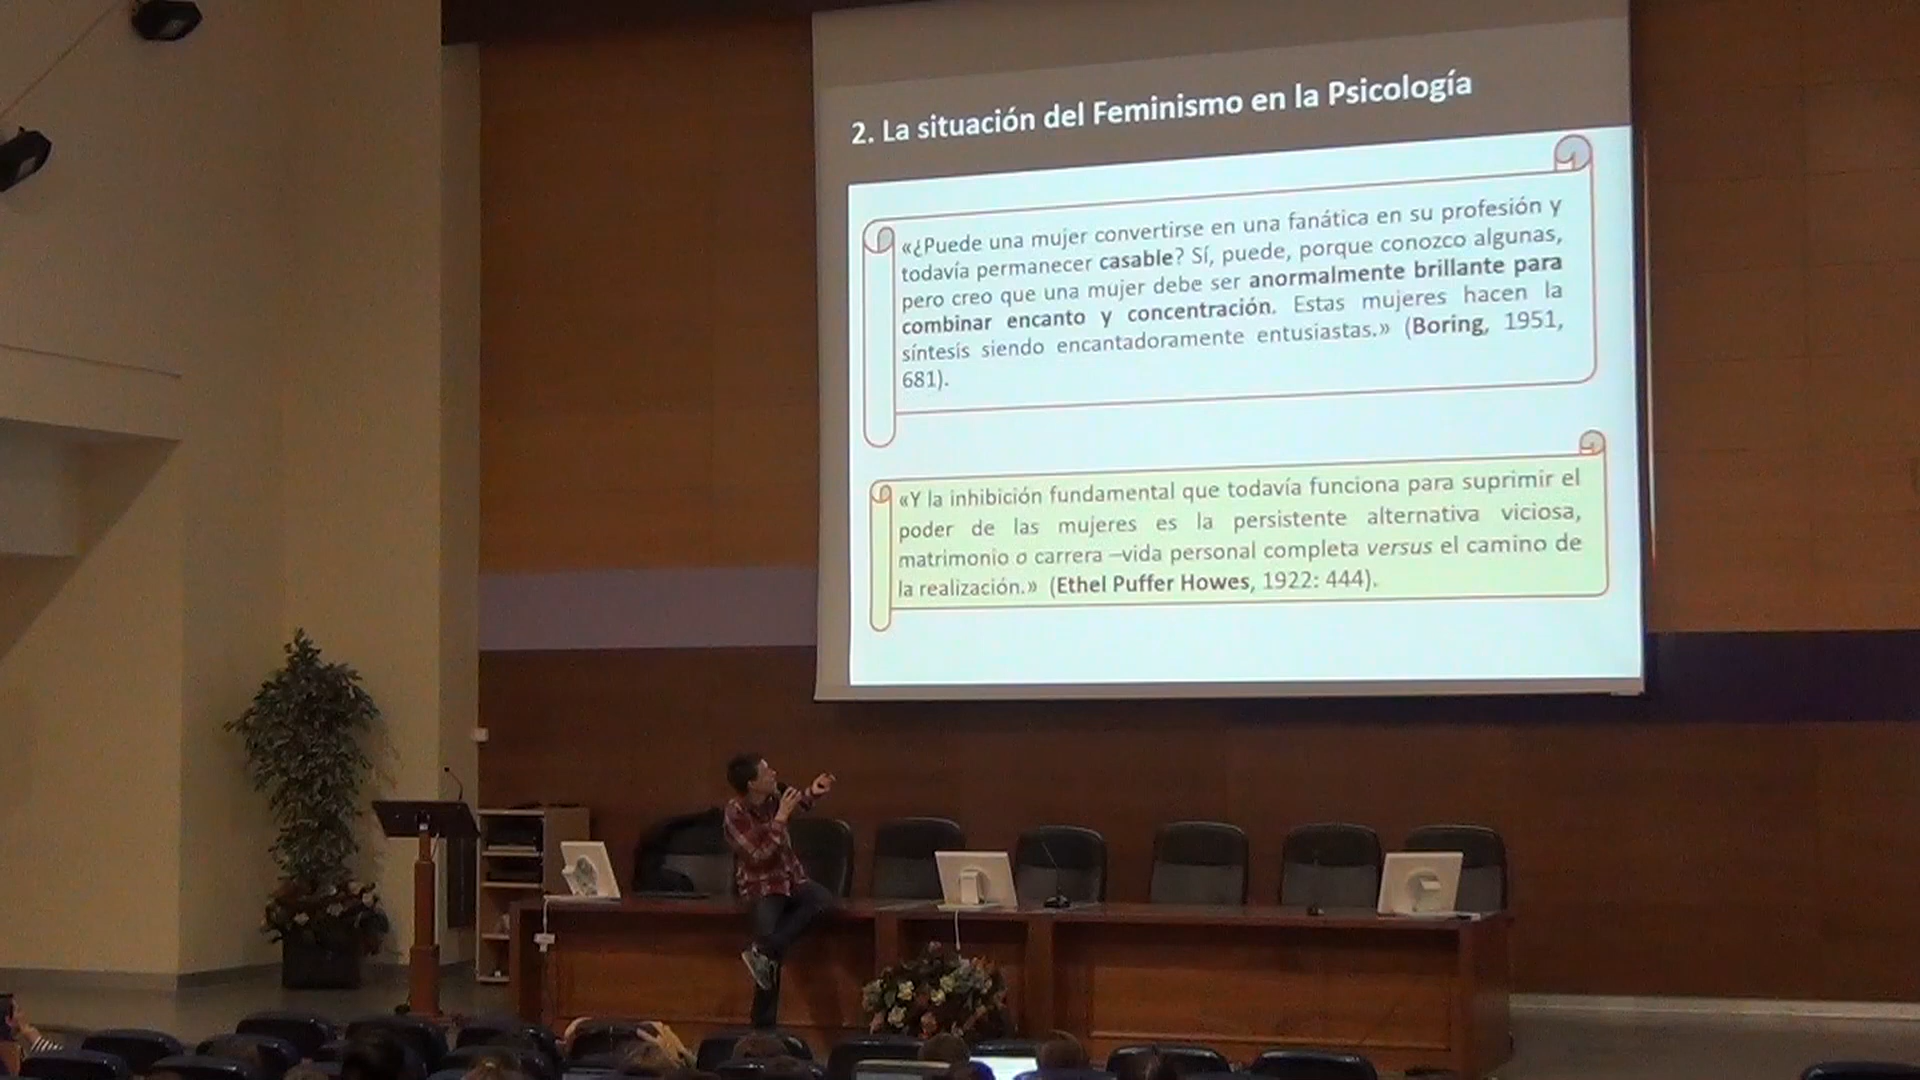 2. La situación del Feminismo en la Psicología
«¿Puede una mujer convertirse en una fanática en su profesión y
todavía permanecer casable? Sí, puede, porque conozco algunas,
pero creo que una mujer debe ser anormalmente brillante para
combinar encanto y concentración. Estas mujeres hacen la
síntesis siendo encantadoramente entusiastas.» (Boring, 1951,
681).
«Y la inhibición fundamental que todavía funciona para suprimir el
poder de las mujeres es la persistente alternativa viciosa,
matrimonio o carrera –vida personal completa versus el camino de
la realización.» (Ethel Puffer Howes, 1922: 444).